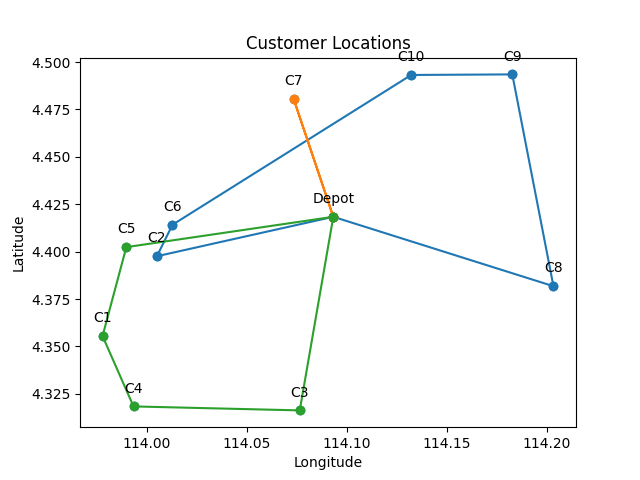 Customer Locations
C10
C9
C7
Depot
C6
C5
C2
C8
C1
C4
C3
4.500
4.475
4.450
4.425
4.400
4.375
4.350
4.325
Latitude
114.00
114.05
114.10
114.15
114.20
Longitude